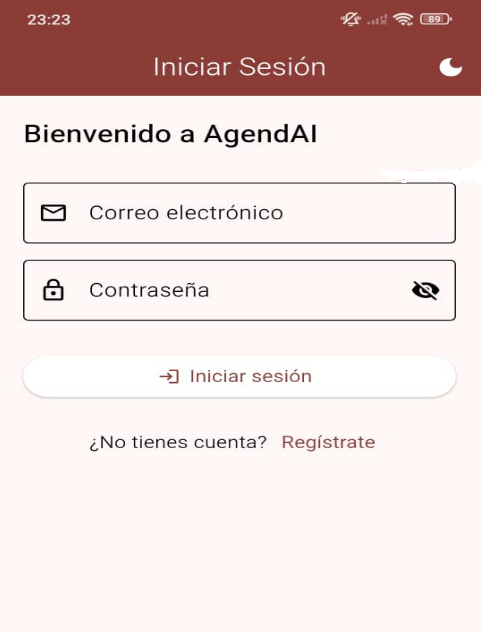 23:23
89
Iniciar Sesión
Bienvenido a AgendAI
Correo electrónico
Contraseña
Iniciar sesión
¿No tienes cuenta? Regístrate